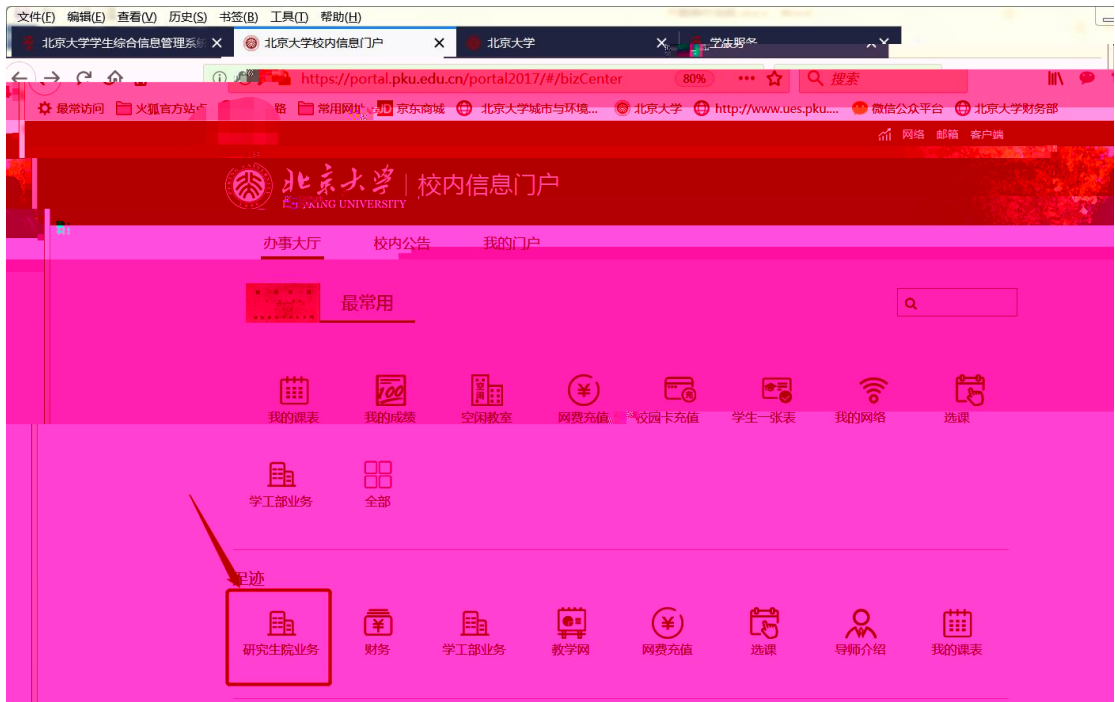 文件(F) 编辑(E) 查看(V) 历史(S) 书签(B) 工具(T) 帮助(H)
北京大学学生综合信息管理系统 北京大学校内信息门户 北京大学
https://portal.pku.edu.cn/portal2017/#/bizCenter 80% 搜索
最常访问 火狐官方站点 常用网址 JD 京东商城 北京大学城市与环境... 北京大学 http://www.ues.pku.... 微信公众平台 北京大学财务部
网络 邮箱 客户端
北京大学 校内信息门户
PEKING UNIVERSITY
办事大厅 校内公告 我的门户
最常用
我的课表 我的成绩 空闲教室 网费充值 校园卡充值 学生一张表 我的网络 选课
学工部业务 全部
足迹
研究生院业务 财务 学工部业务 教学网 网费充值 选课 导师介绍 我的课表